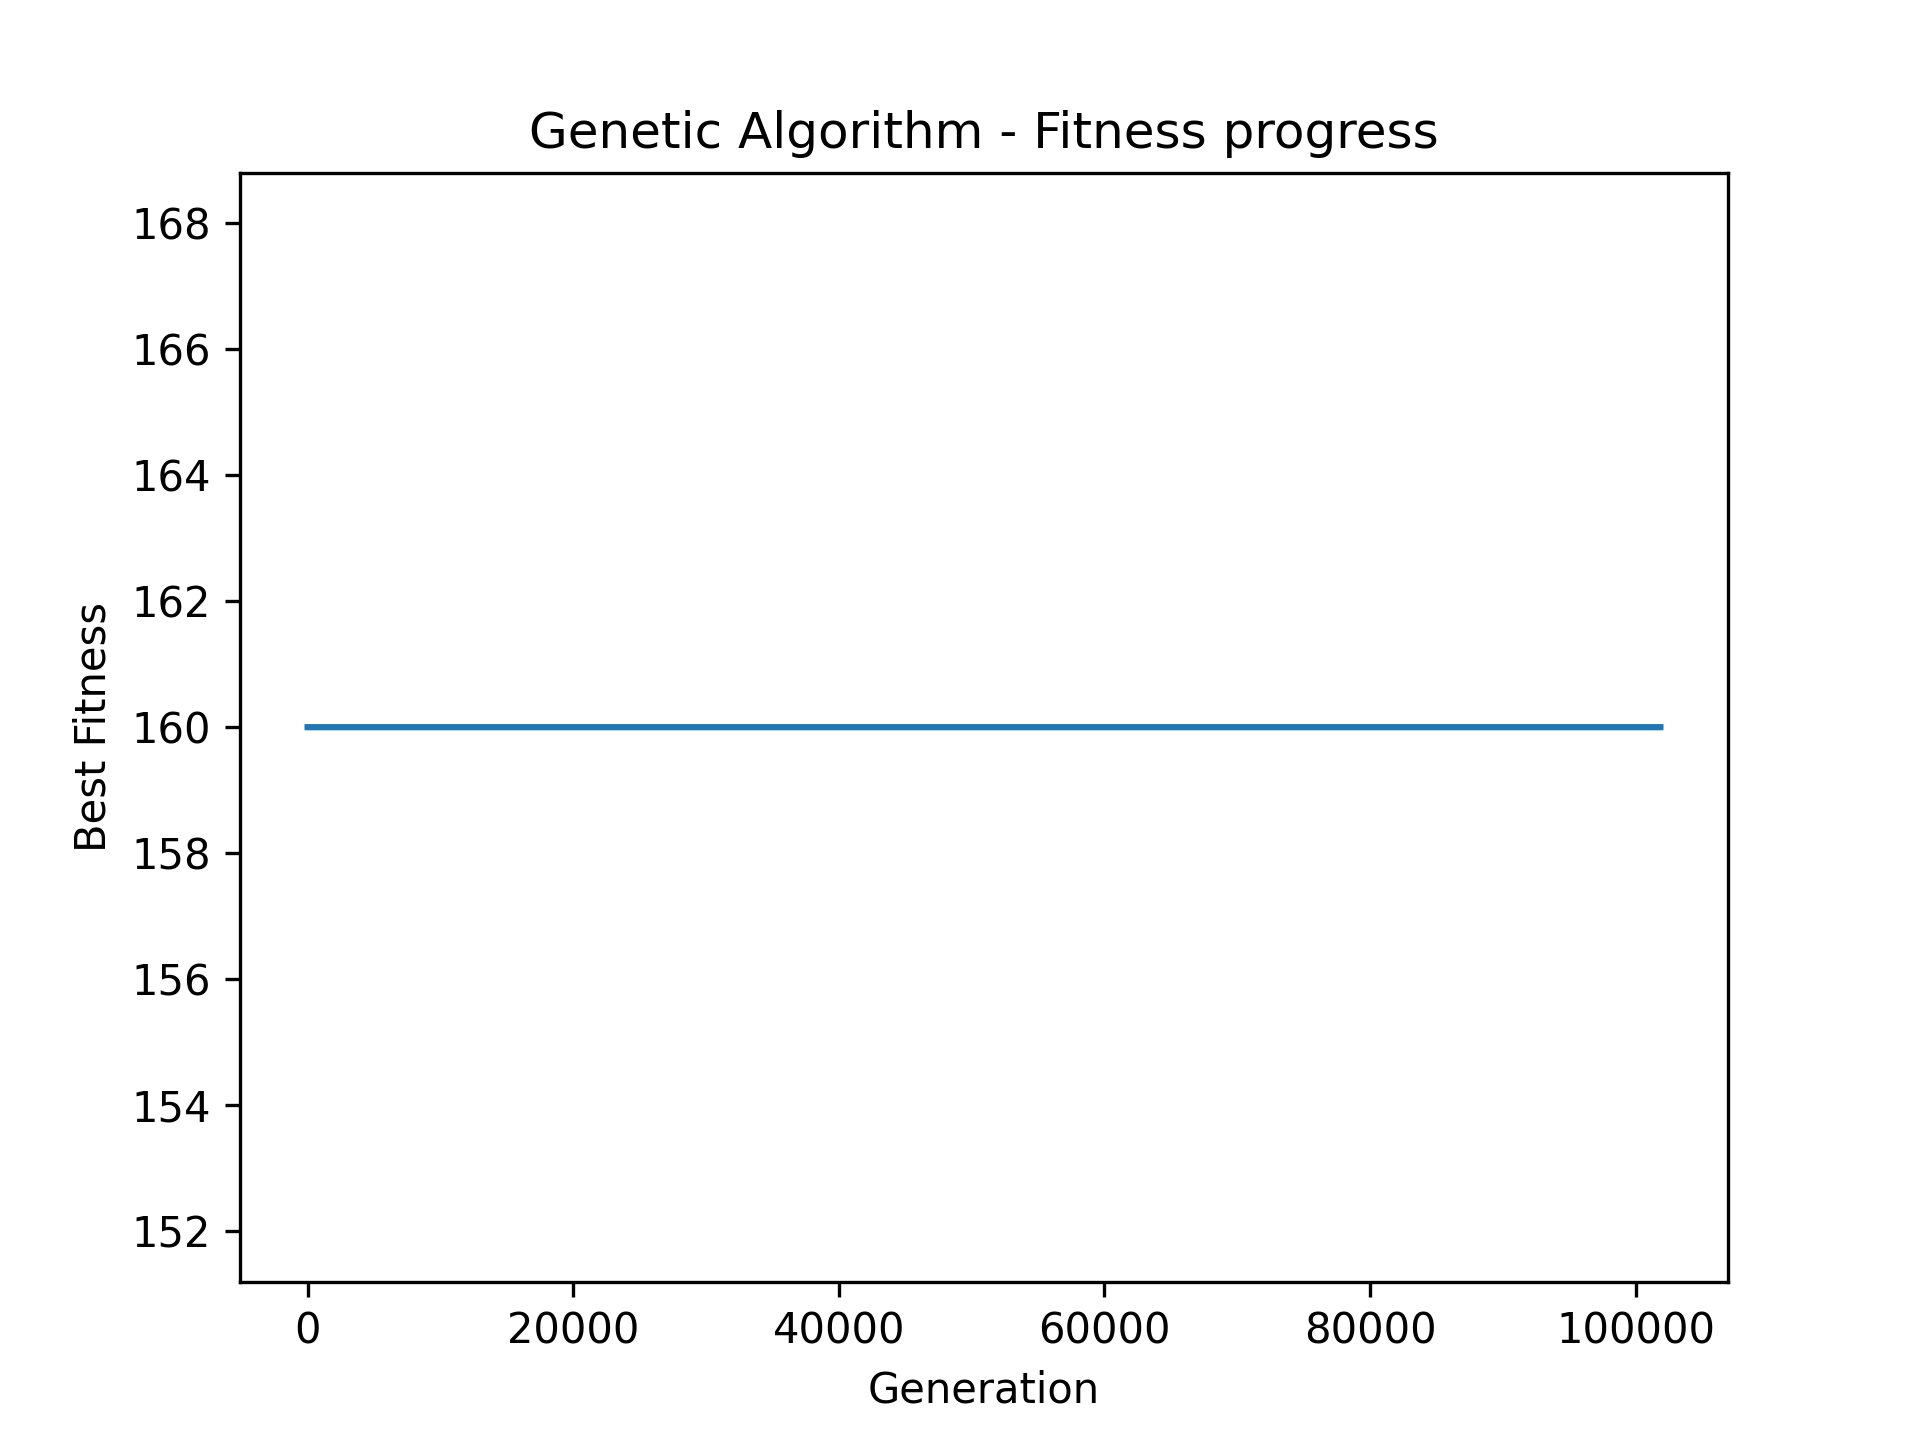 Genetic Algorithm - Fitness progress
168
166
164
162
160
158
156
154
152
Best Fitness
0 20000 40000 60000 80000 100000
Generation